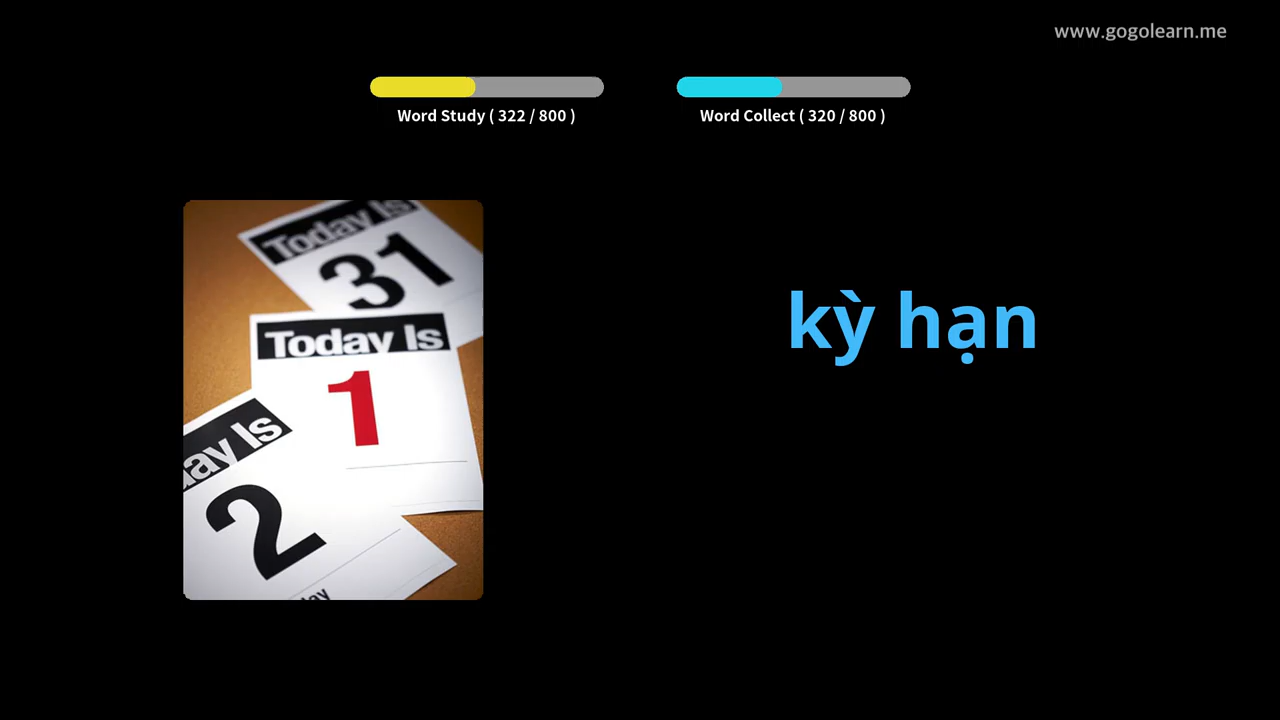 www.gogolearn.me
Word Study ( 322 / 800 )
Word Collect ( 320 / 800 )
Today Is
31
Today Is
1
ay Is
2
kỳ hạn